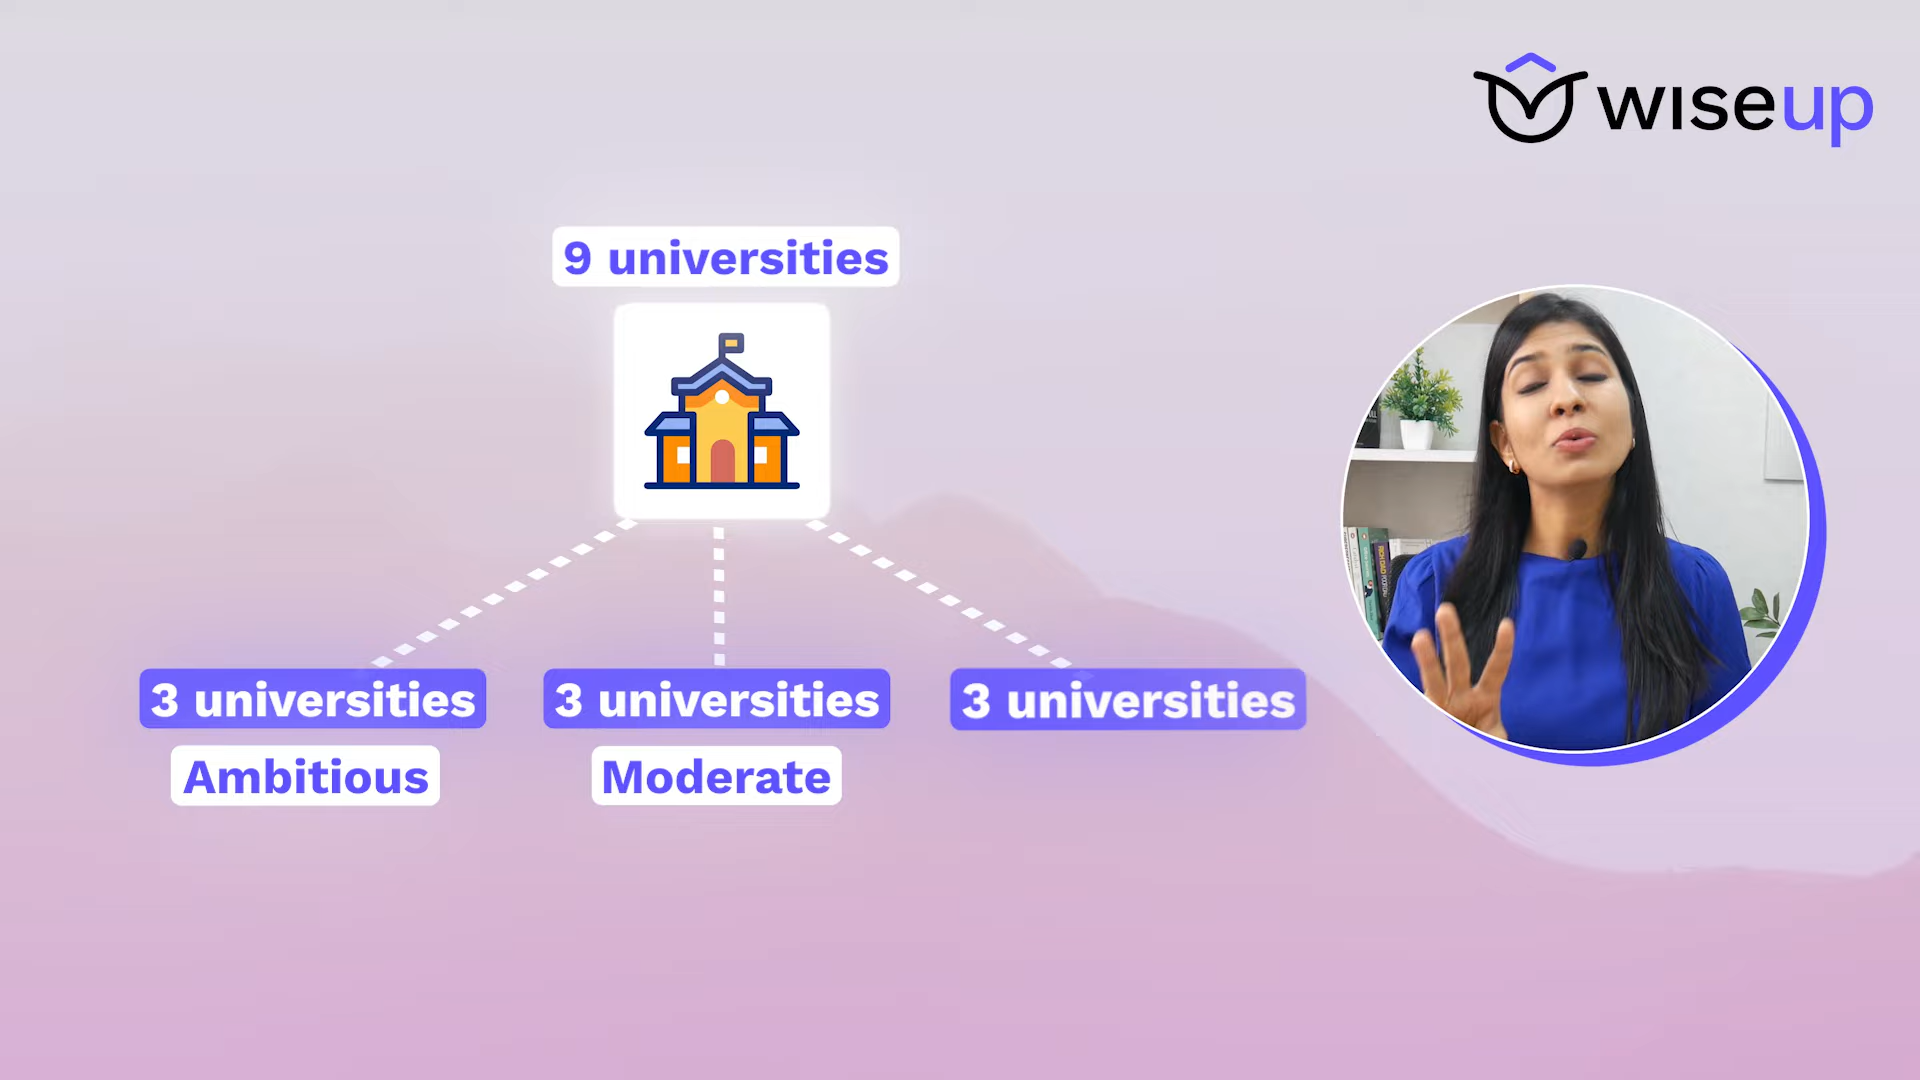 wiseup
9 universities
3 universities
3 universities
3 universities
Ambitious
Moderate